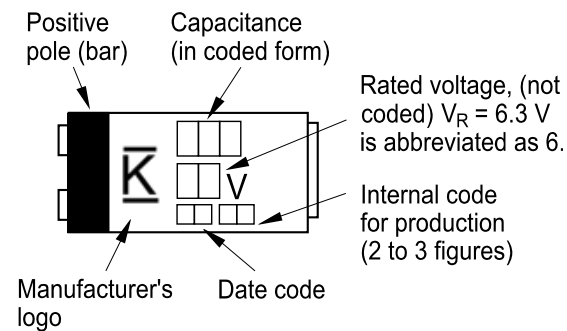 Positive
pole (bar)
Capacitance
(in coded form)
Rated voltage, (not
coded) VR = 6.3 V
is abbreviated as 6.
K
V
Internal code
for production
(2 to 3 figures)
Manufacturer's
logo
Date code